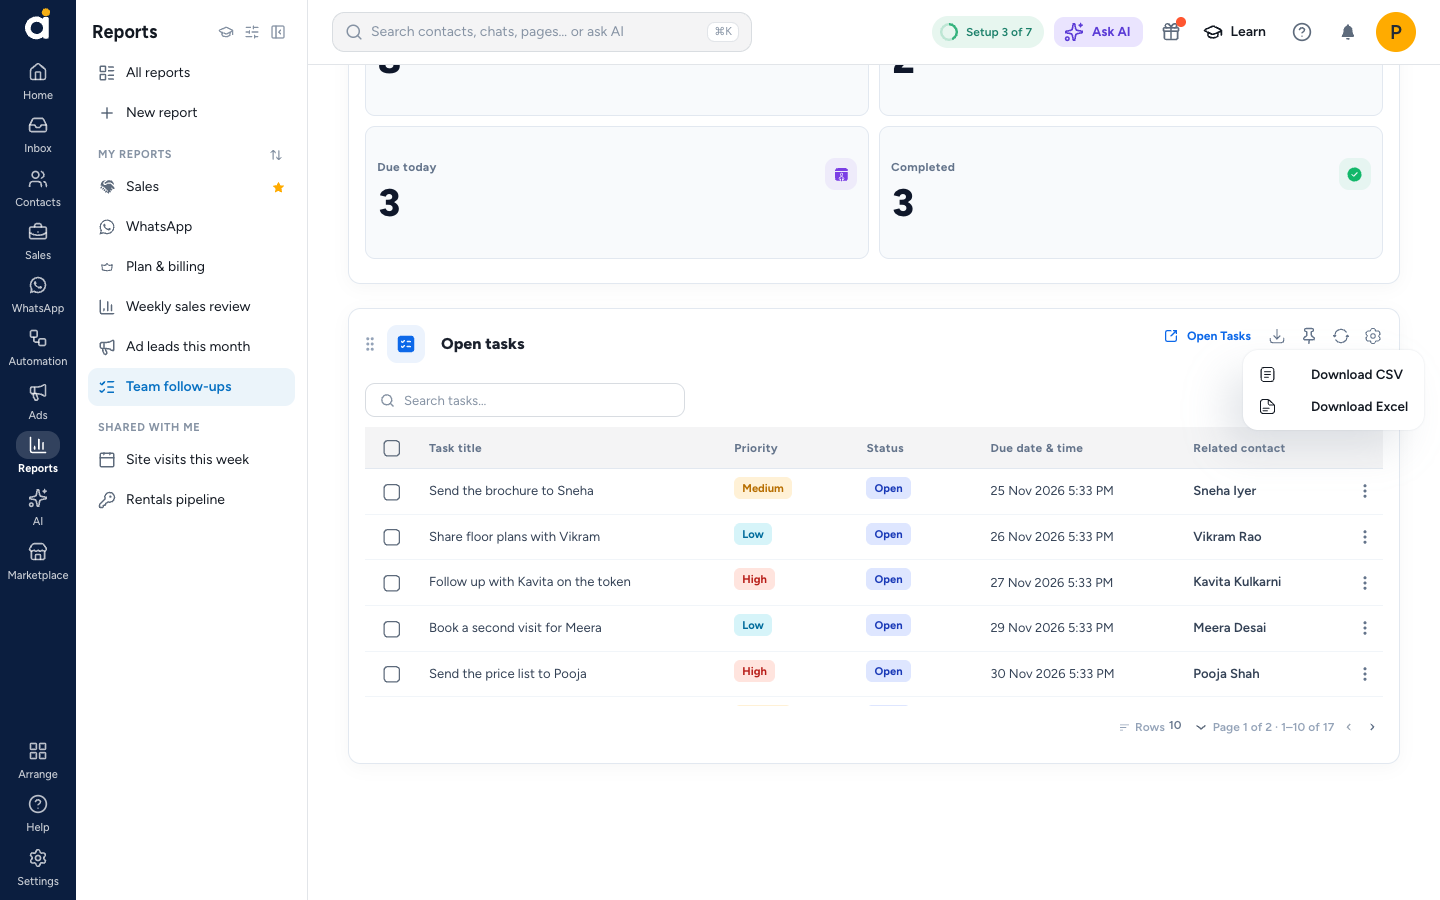 Reports
Search contacts, chats, pages... or ask AI
⌘K
Setup 3 of 7
Ask AI
Learn
P
Home
Inbox
Contacts
Sales
WhatsApp
Automation
Ads
Reports
AI
Marketplace
Arrange
Help
Settings
All reports
New report
MY REPORTS
Sales
WhatsApp
Plan & billing
Weekly sales review
Ad leads this month
Team follow-ups
SHARED WITH ME
Site visits this week
Rentals pipeline
Due today
3
Completed
3
Open tasks
Open Tasks
Download CSV
Download Excel
Search tasks...
Task title Priority Status Due date & time Related contact
Send the brochure to Sneha Medium Open 25 Nov 2026 5:33 PM Sneha Iyer
Share floor plans with Vikram Low Open 26 Nov 2026 5:33 PM Vikram Rao
Follow up with Kavita on the token High Open 27 Nov 2026 5:33 PM Kavita Kulkarni
Book a second visit for Meera Low Open 29 Nov 2026 5:33 PM Meera Desai
Send the price list to Pooja High Open 30 Nov 2026 5:33 PM Pooja Shah
Rows 10 Page 1 of 2 · 1–10 of 17